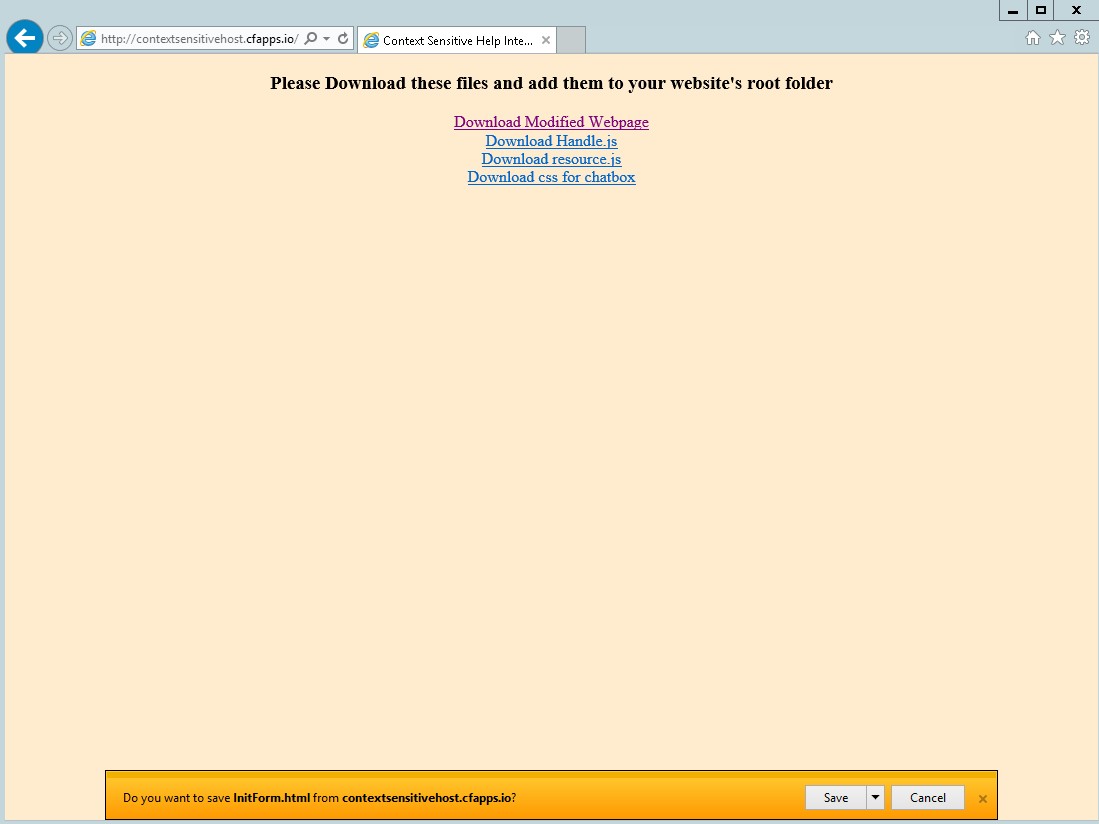 http://contextsensitivehost.cfapps.io/
Context Sensitive Help Inte...
Please Download these files and add them to your website's root folder
Download Modified Webpage
Download Handle.js
Download resource.js
Download css for chatbox
Do you want to save InitForm.html from contextsensitivehost.cfapps.io?
Save
Cancel